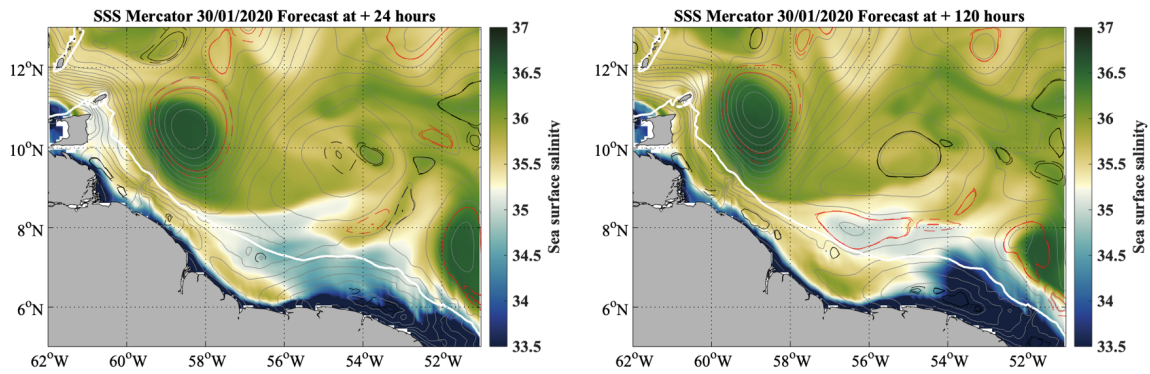 SSS Mercator 30/01/2020 Forecast at + 24 hours
12°N
10°N
8°N
6°N
62°W 60°W 58°W 56°W 54°W 52°W
37
36.5
36
35.5
35
34.5
34
33.5
Sea surface salinity
SSS Mercator 30/01/2020 Forecast at + 120 hours
12°N
10°N
8°N
6°N
62°W 60°W 58°W 56°W 54°W 52°W
37
36.5
36
35.5
35
34.5
34
33.5
Sea surface salinity